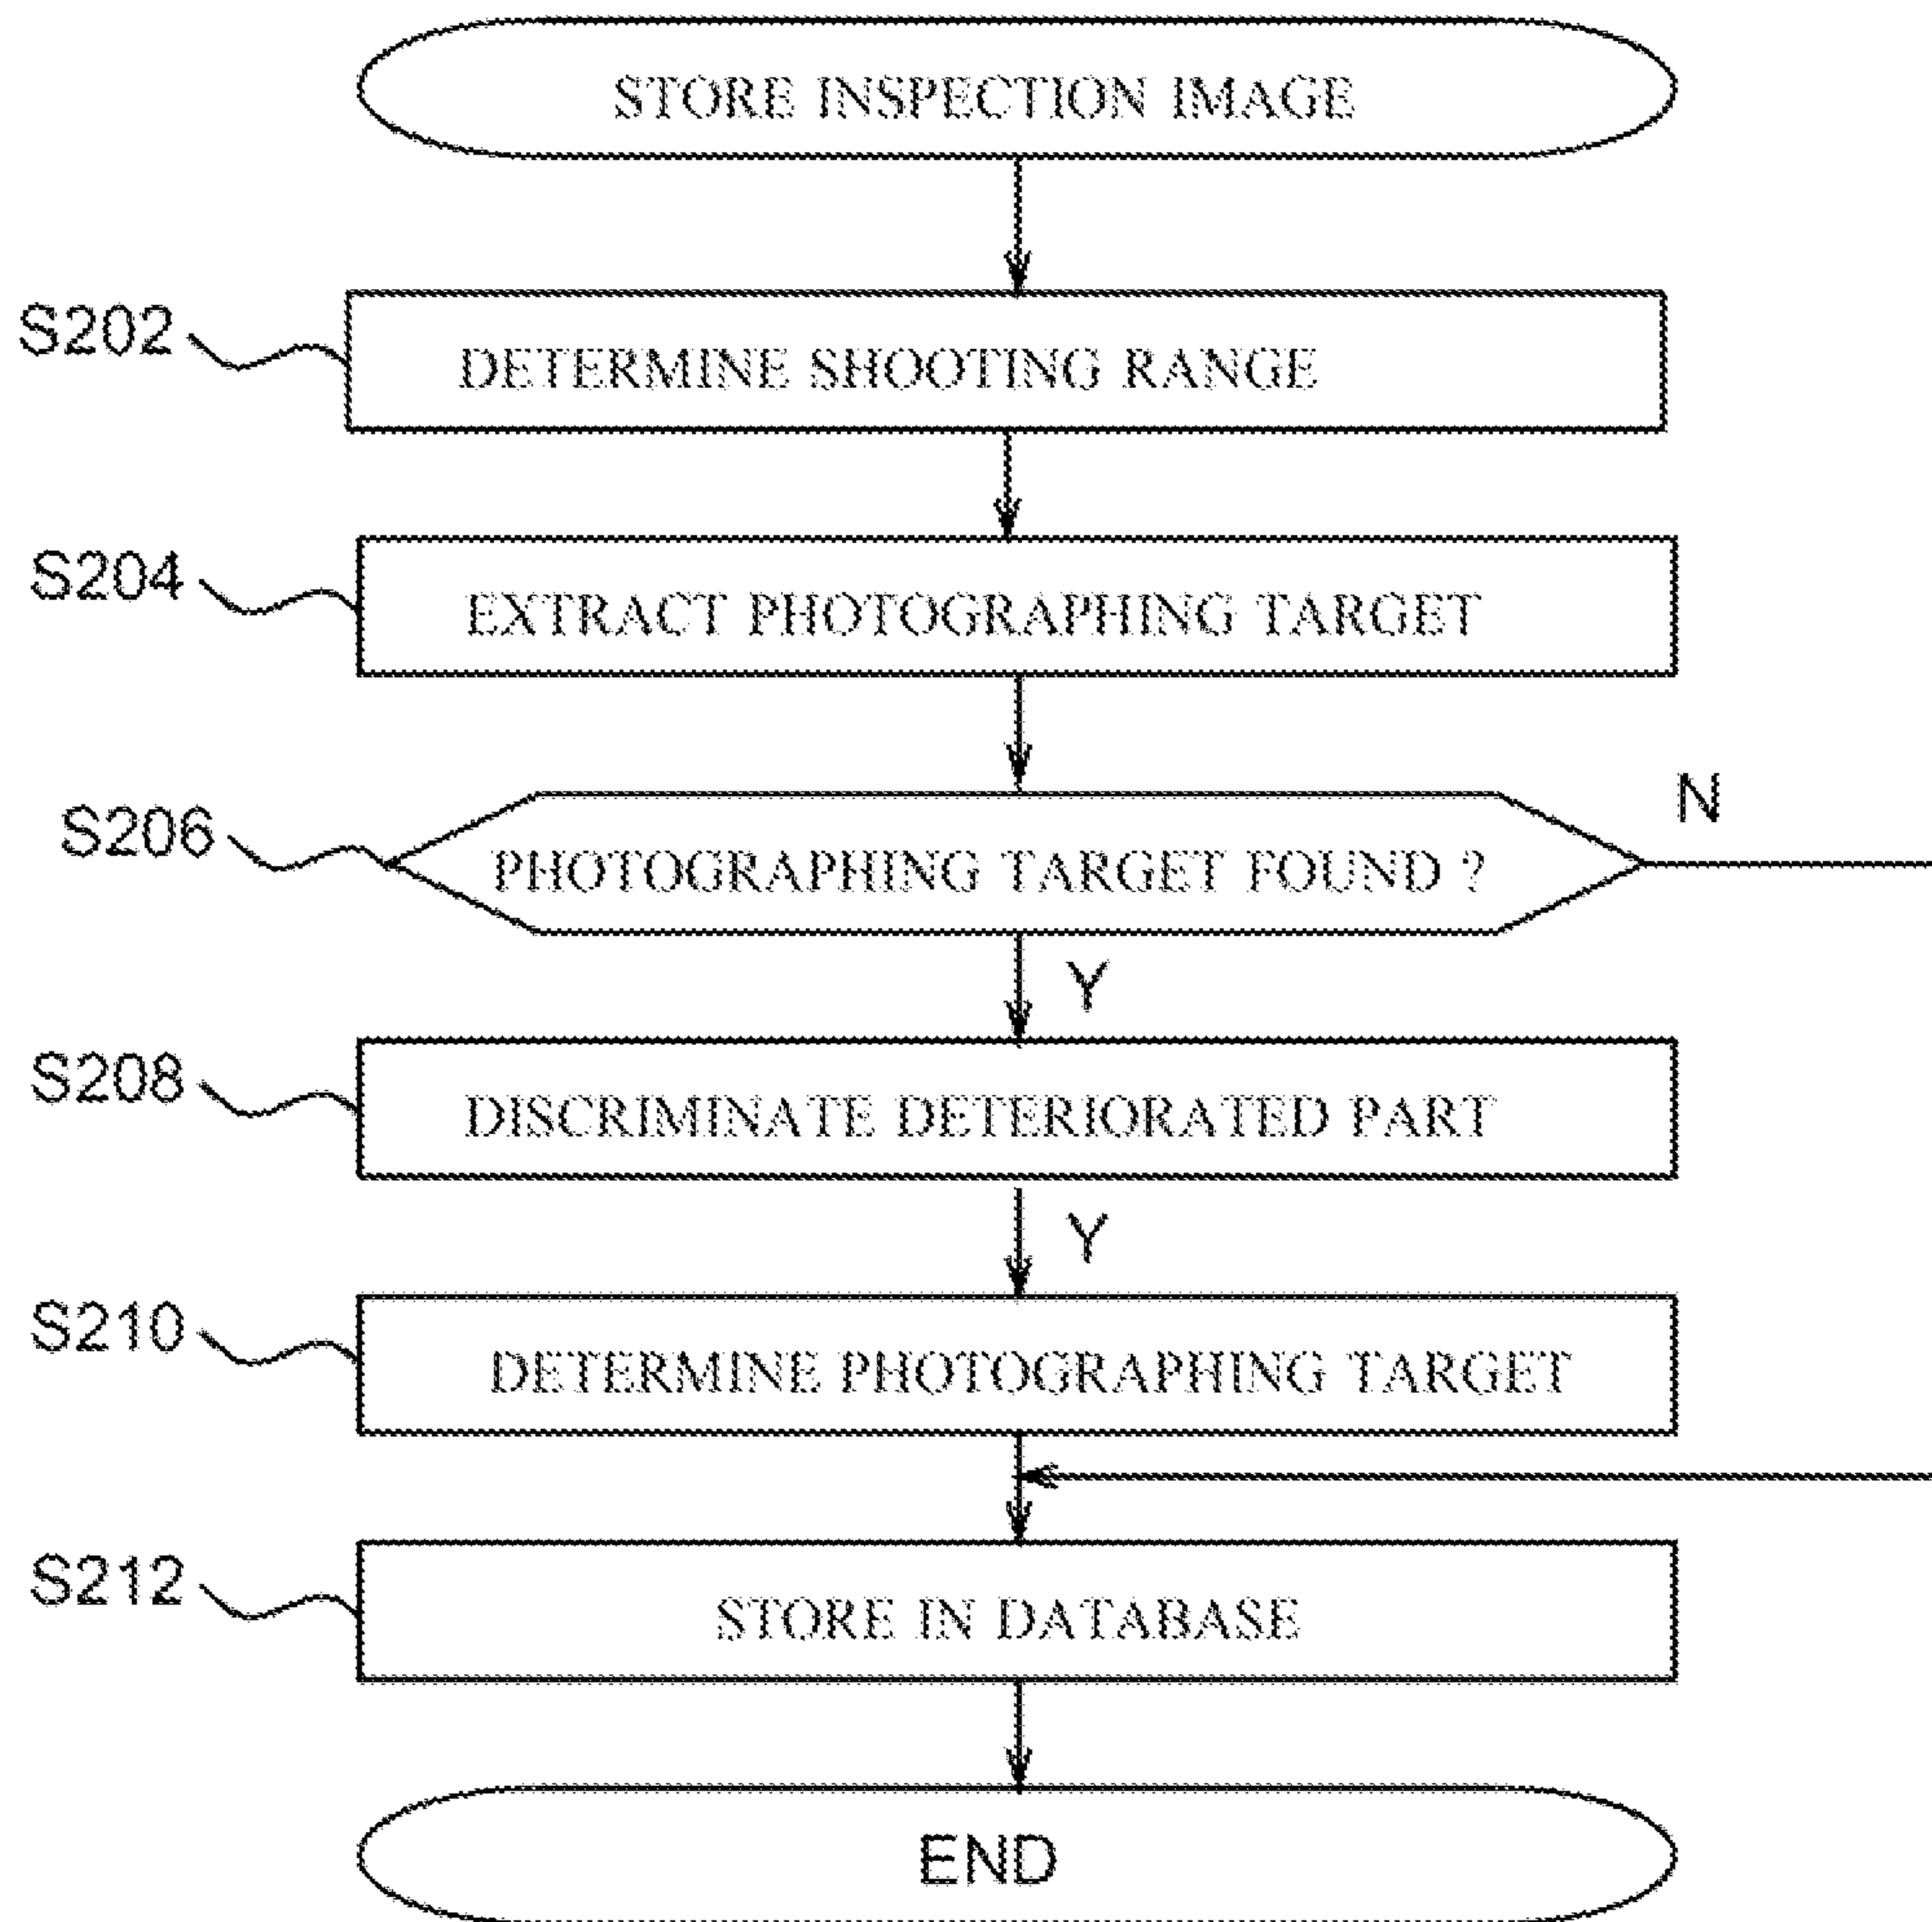 STORE INSPECTION IMAGE
S202
DETERMINE SHOOTING RANGE
S204
EXTRACT PHOTOGRAPHING TARGET
S206
PHOTOGRAPHING TARGET FOUND ?
N
Y
S208
DISCRIMINATE DETERIORATED PART
Y
S210
DETERMINE PHOTOGRAPHING TARGET
S212
STORE IN DATABASE
END